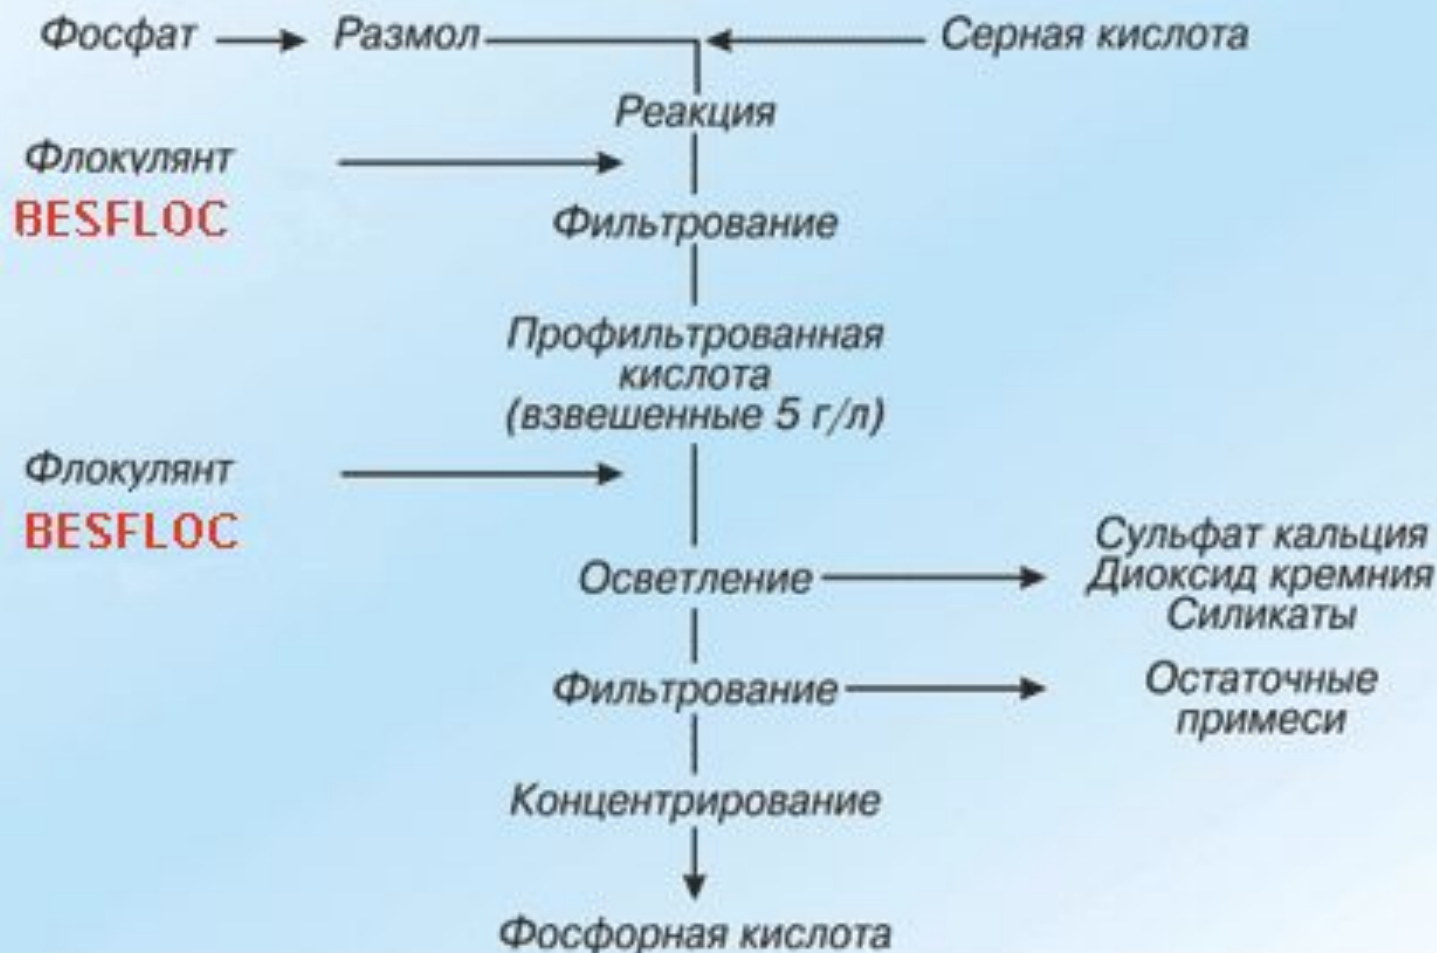 Фосфат Размол Серная кислота
Реакция
Флокулянт
BESFLOC
Фильтрование
Профильтрованная
кислота
(взвешенные 5 г/л)
Флокулянт
BESFLOC
Осветление
Сульфат кальция
Диоксид кремния
Силикаты
Фильтрование
Остаточные
примеси
Концентрирование
Фосфорная кислота